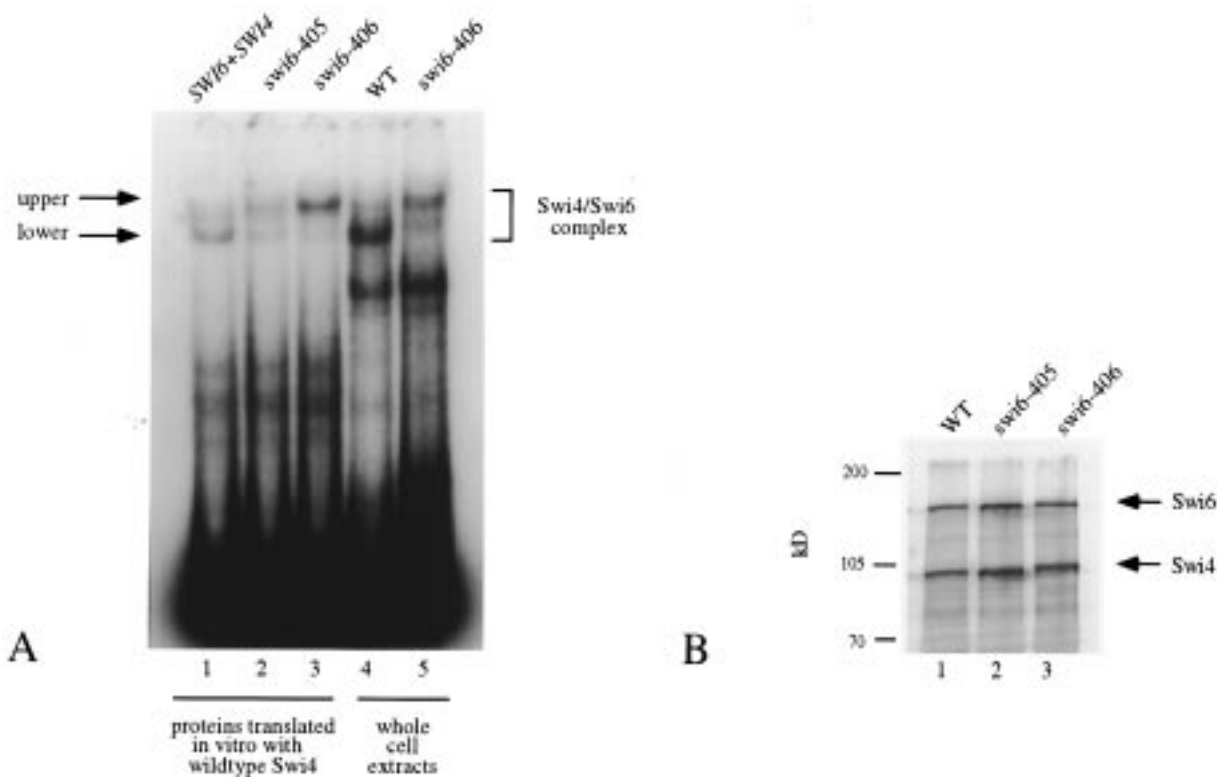 SWI6+SWI4
swi6-405
swi6-406
WT
swi6-406
upper
lower
Swi4/Swi6
complex
1 2 3 4 5
proteins translated
in vitro with
wildtype Swi4
whole
cell
extracts
A
WT
swi6-405
swi6-406
200
105
70
kD
Swi6
Swi4
1 2 3
B